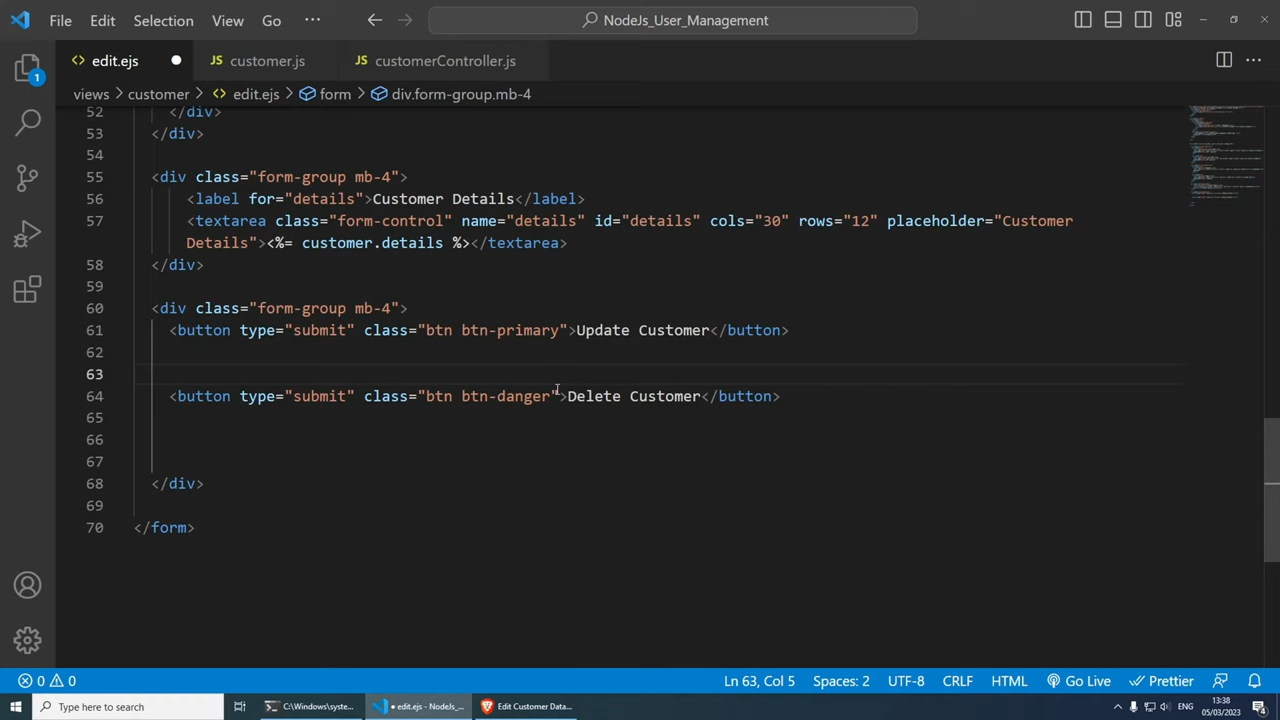 File Edit Selection View Go ··· NodeJs_User_Management
edit.ejs JS customer.js JS customerController.js
1
views > customer > edit.ejs > form > div.form-group.mb-4
52 </div>
53 </div>
54
55 <div class="form-group mb-4">
56 <label for="details">Customer Details</label>
57 <textarea class="form-control" name="details" id="details" cols="30" rows="12" placeholder="Customer
Details"><%= customer.details %></textarea>
58 </div>
59
60 <div class="form-group mb-4">
61 <button type="submit" class="btn btn-primary">Update Customer</button>
62
63
64 <button type="submit" class="btn btn-danger">Delete Customer</button>
65
66
67
68 </div>
69
70 </form>
0 0 Ln 63, Col 5 Spaces: 2 UTF-8 CRLF HTML Go Live Prettier
Type here to search C:\Windows\syste... • edit.ejs - NodeJs_... Edit Customer Data... ENG 13:38
05/03/2023 4